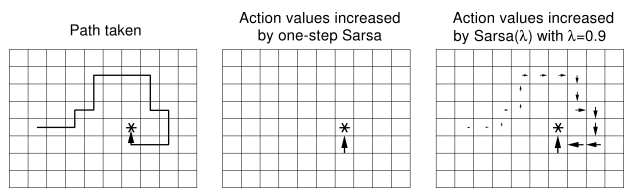 Path taken
Action values increased
by one-step Sarsa
Action values increased
by Sarsa(λ) with λ=0.9